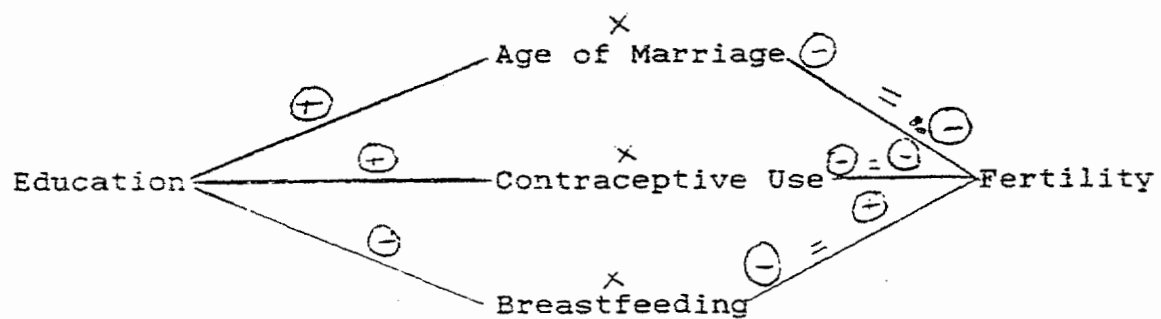 ×
Age of Marriage ⊖
⊕ = ⊖
⊕ × ⊖ = ⊖
Education Contraceptive Use Fertility
⊕
⊖ ⊖ =
×
Breastfeeding